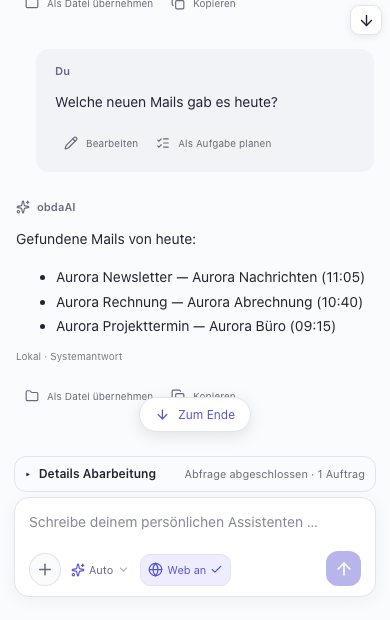 Als Datei übernehmen Kopieren
Du
Welche neuen Mails gab es heute?
Bearbeiten Als Aufgabe planen
obdaAI
Gefundene Mails von heute:
• Aurora Newsletter — Aurora Nachrichten (11:05)
• Aurora Rechnung — Aurora Abrechnung (10:40)
• Aurora Projekttermin — Aurora Büro (09:15)
Lokal · Systemantwort
Als Datei übernehmen Kopieren
Zum Ende
Details Abarbeitung Abfrage abgeschlossen · 1 Auftrag
Schreibe deinem persönlichen Assistenten ...
Auto Web an